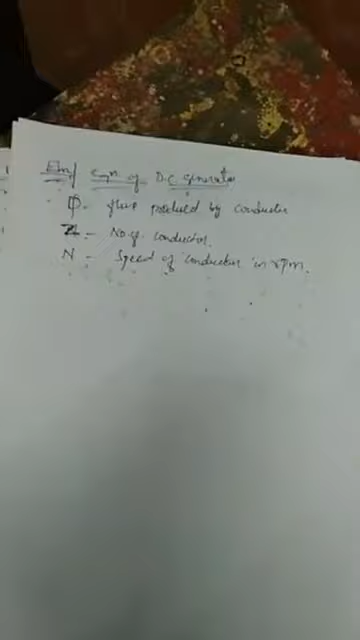 Emf Eqn. of D.C generator
Φ - flux produced by conductor
Z - No. of conductor.
N - Speed of conductor in rpm.